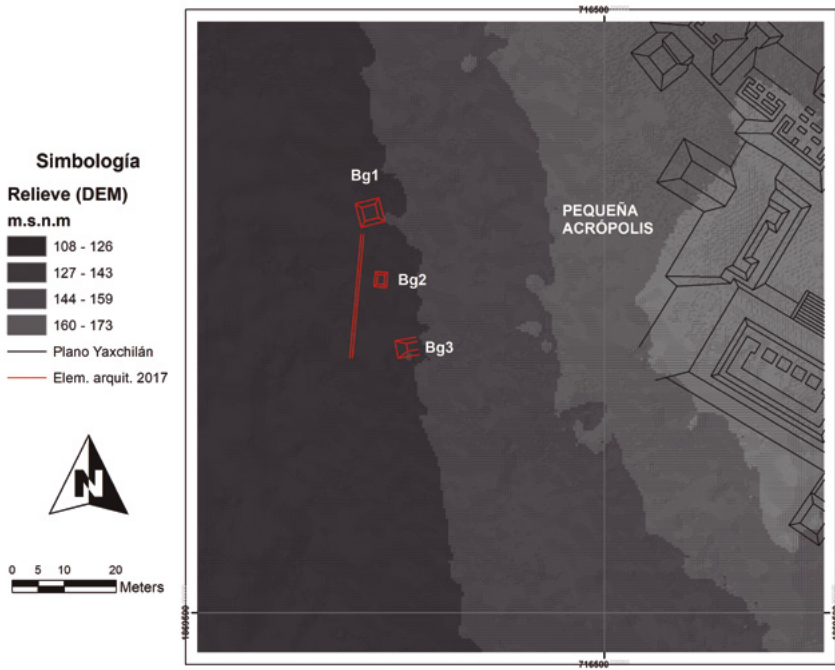 716500
Simbología
Relieve (DEM)
m.s.n.m
108 - 126
127 - 143
144 - 159
160 - 173
Plano Yaxchilán
Elem. arquit. 2017
N
0 5 10 20
Meters
Bg1
Bg2
Bg3
PEQUEÑA
ACRÓPOLIS
716500